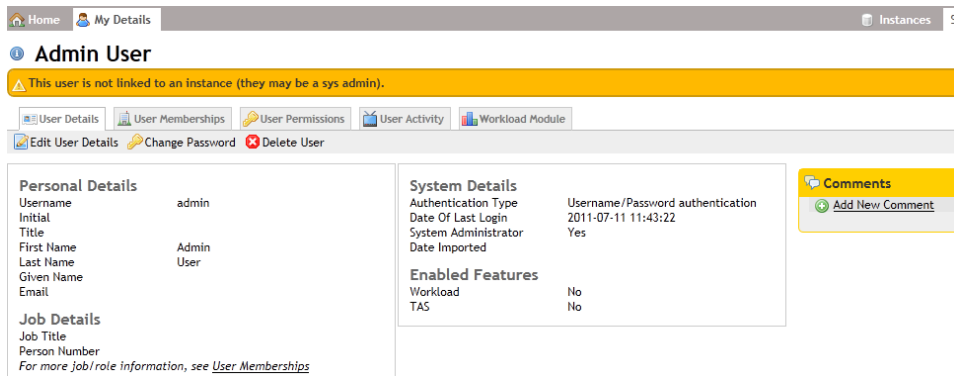 Home My Details Instances S
Admin User
This user is not linked to an instance (they may be a sys admin).
User Details User Memberships User Permissions User Activity Workload Module
Edit User Details Change Password Delete User
Personal Details
Username admin
Initial
Title
First Name Admin
Last Name User
Given Name
Email
Job Details
Job Title
Person Number
For more job/role information, see User Memberships
System Details
Authentication Type Username/Password authentication
Date Of Last Login 2011-07-11 11:43:22
System Administrator Yes
Date Imported
Enabled Features
Workload No
TAS No
Comments
Add New Comment